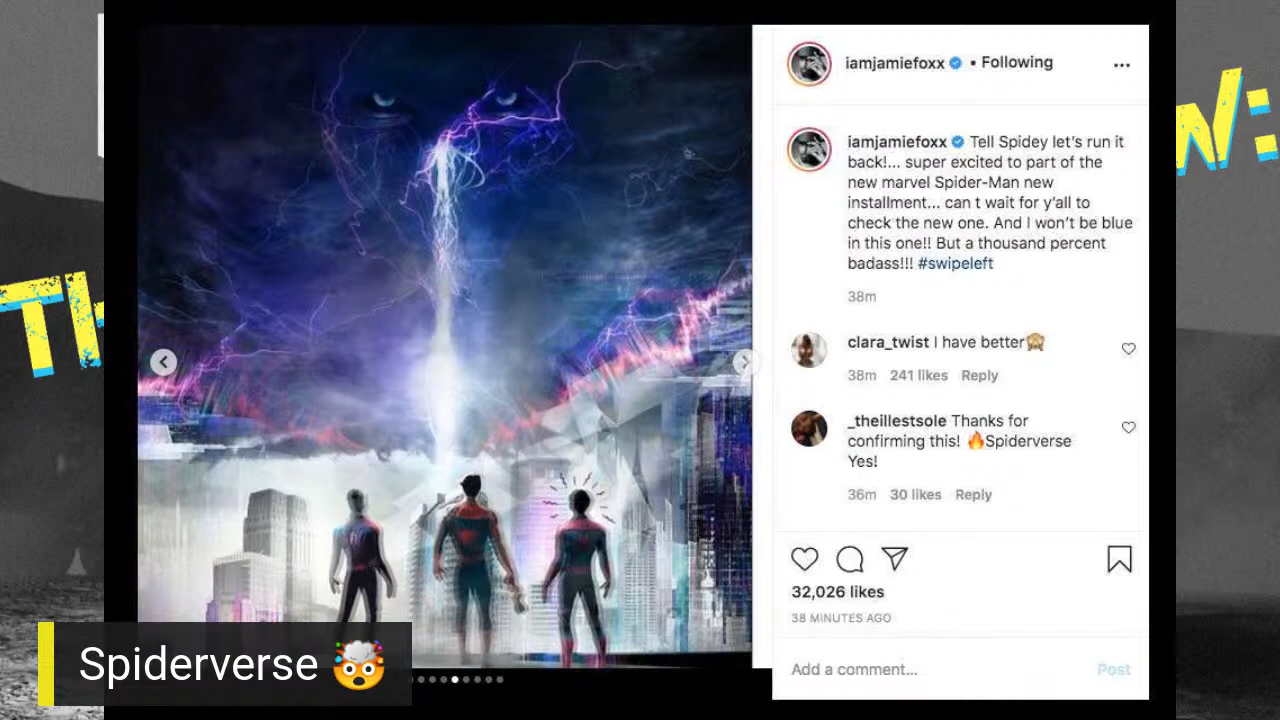 iamjamiefoxx • Following
iamjamiefoxx Tell Spidey let's run it
back!... super excited to part of the
new marvel Spider-Man new
installment... can t wait for y'all to
check the new one. And I won't be blue
in this one!! But a thousand percent
badass!!! #swipeleft
38m
clara_twist I have better🙈
38m 241 likes Reply
_theillestsole Thanks for
confirming this! 🔥Spiderverse
Yes!
36m 30 likes Reply
32,026 likes
38 MINUTES AGO
Add a comment... Post
Th
W:
Spiderverse 🤯